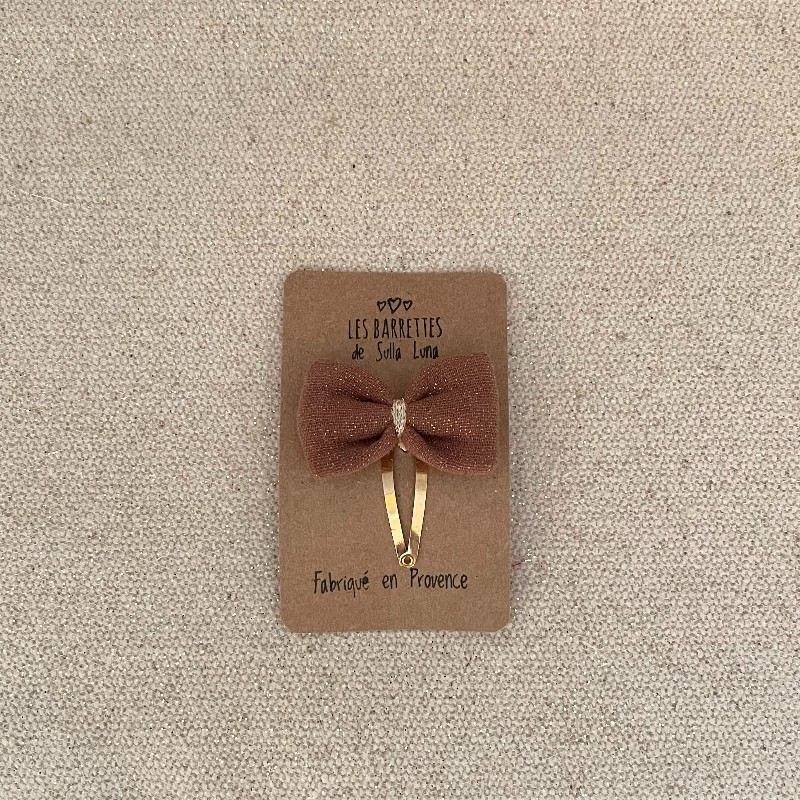 LES BARRETTES
de Sulla Luna
Fabriqué en Provence